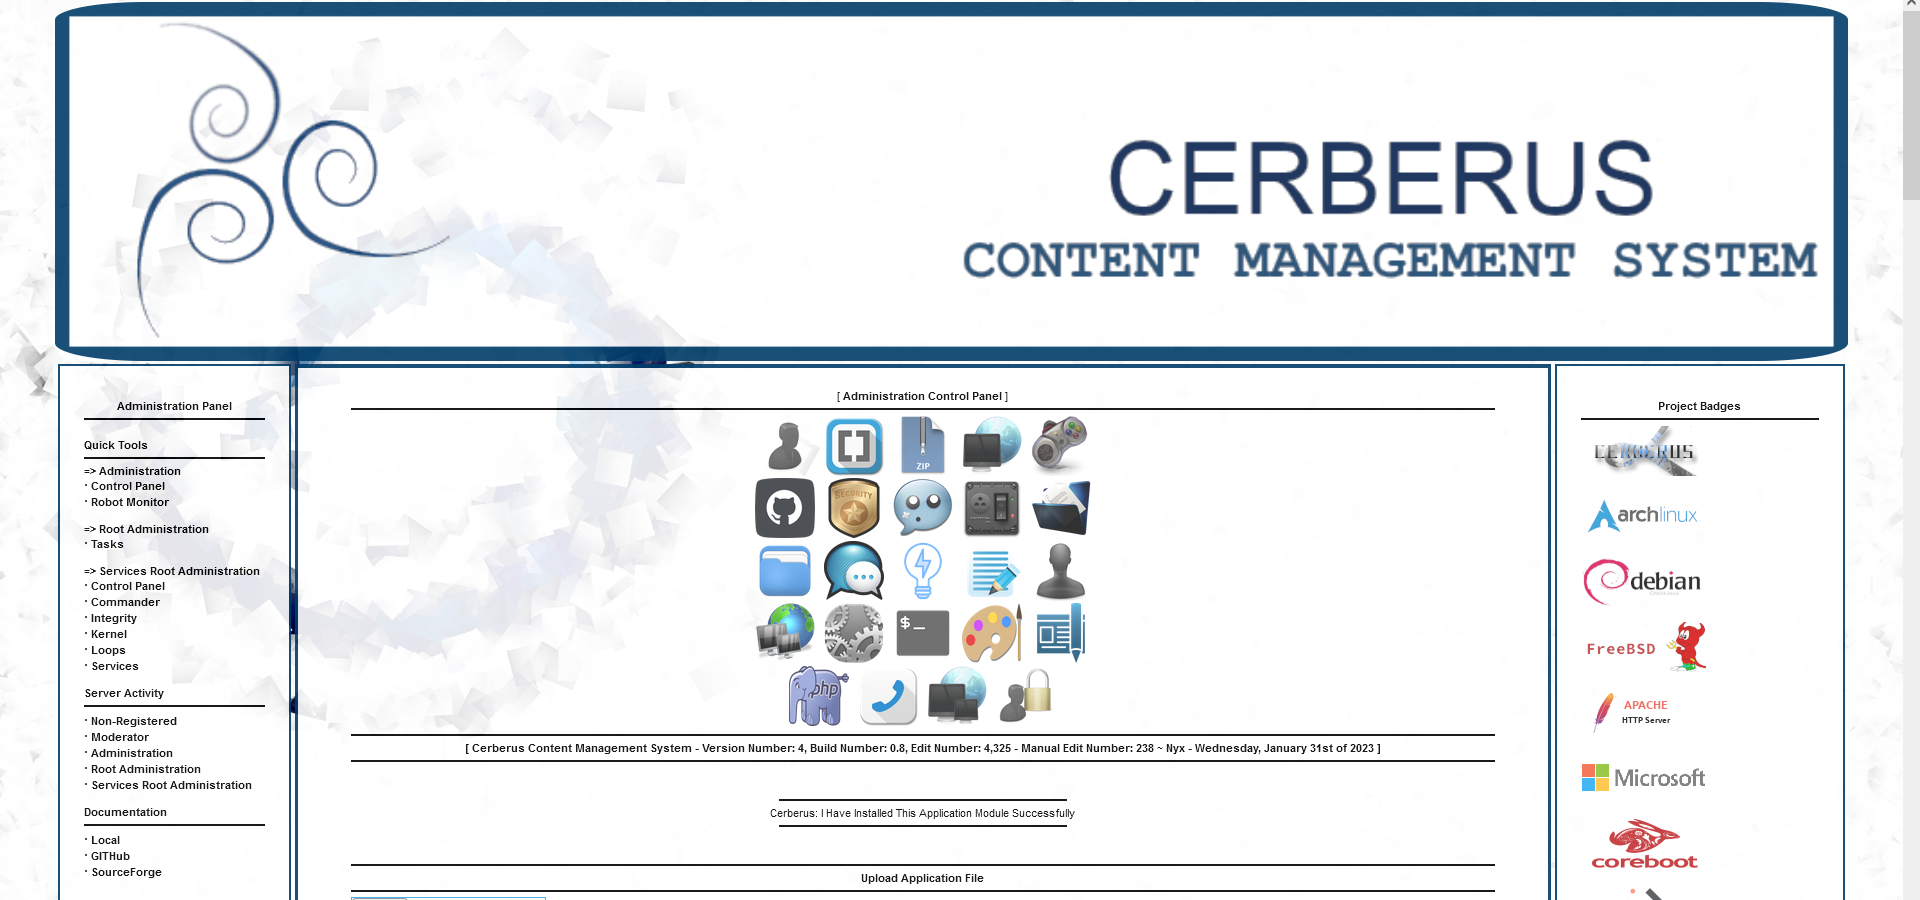 CERBERUS
CONTENT MANAGEMENT SYSTEM
Administration Panel
Quick Tools
=> Administration
· Control Panel
· Robot Monitor
=> Root Administration
· Tasks
=> Services Root Administration
· Control Panel
· Commander
· Integrity
· Kernel
· Loops
· Services
Server Activity
· Non-Registered
· Moderator
· Administration
· Root Administration
· Services Root Administration
Documentation
· Local
· GITHub
· SourceForge
[ Administration Control Panel ]
ZIP
SECURITY
$_
php
[ Cerberus Content Management System - Version Number: 4, Build Number: 0.8, Edit Number: 4,325 - Manual Edit Number: 238 ~ Nyx - Wednesday, January 31st of 2023 ]
Cerberus: I Have Installed This Application Module Successfully
Upload Application File
Project Badges
CERBERUS
archlinux
debian
FreeBSD
APACHE
HTTP Server
Microsoft
coreboot